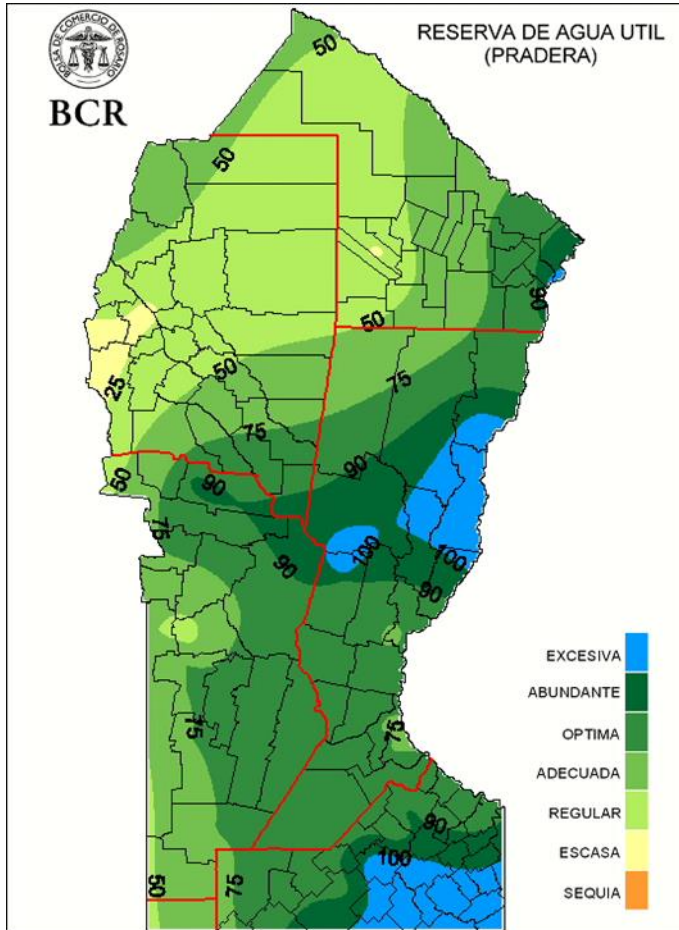 RESERVA DE AGUA UTIL
(PRADERA)
BOLSA DE COMERCIO DE ROSARIO
BCR
50
50
90
50
75
25
50
75
90
50
90
75
100
100
90
90
75
75
90
100
50
75
EXCESIVA
ABUNDANTE
OPTIMA
ADECUADA
REGULAR
ESCASA
SEQUIA